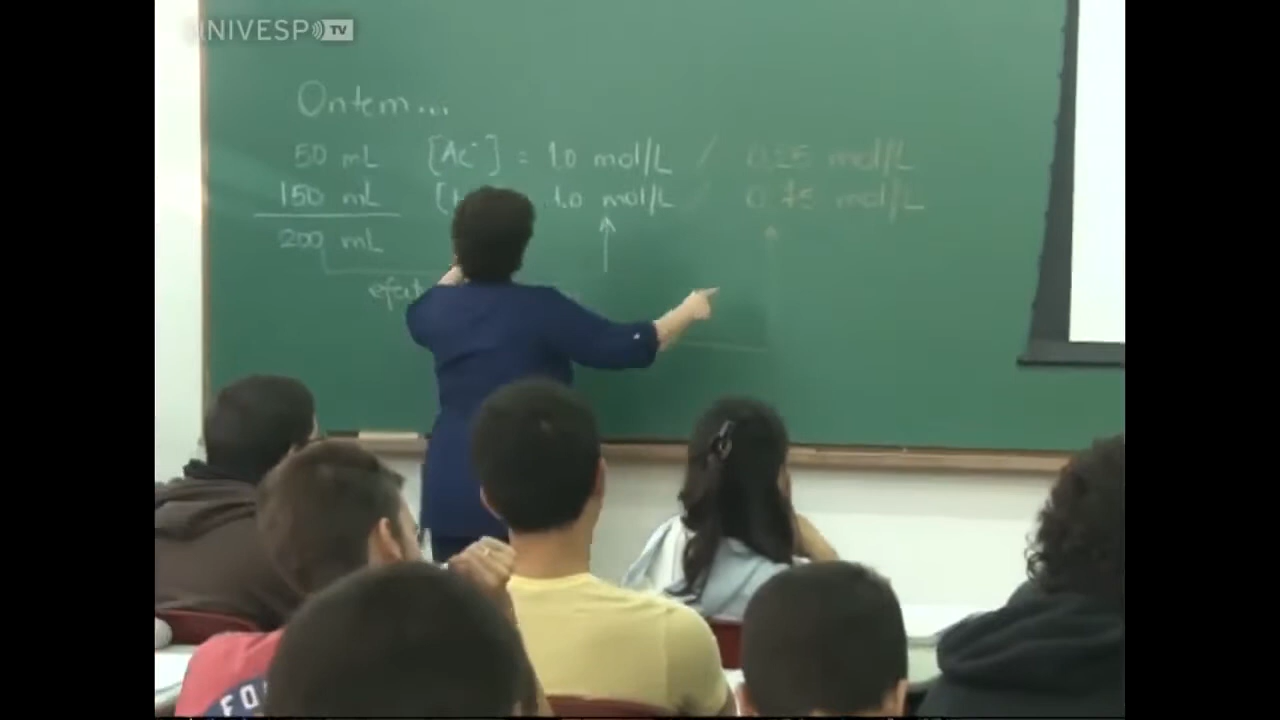 UNIVESP TV
Ontem...
50 mL [Ac⁻] = 1.0 mol/L / 0.25 mol/L
150 mL [ 1.0 mol/L / 0.75 mol/L
200 mL
FO